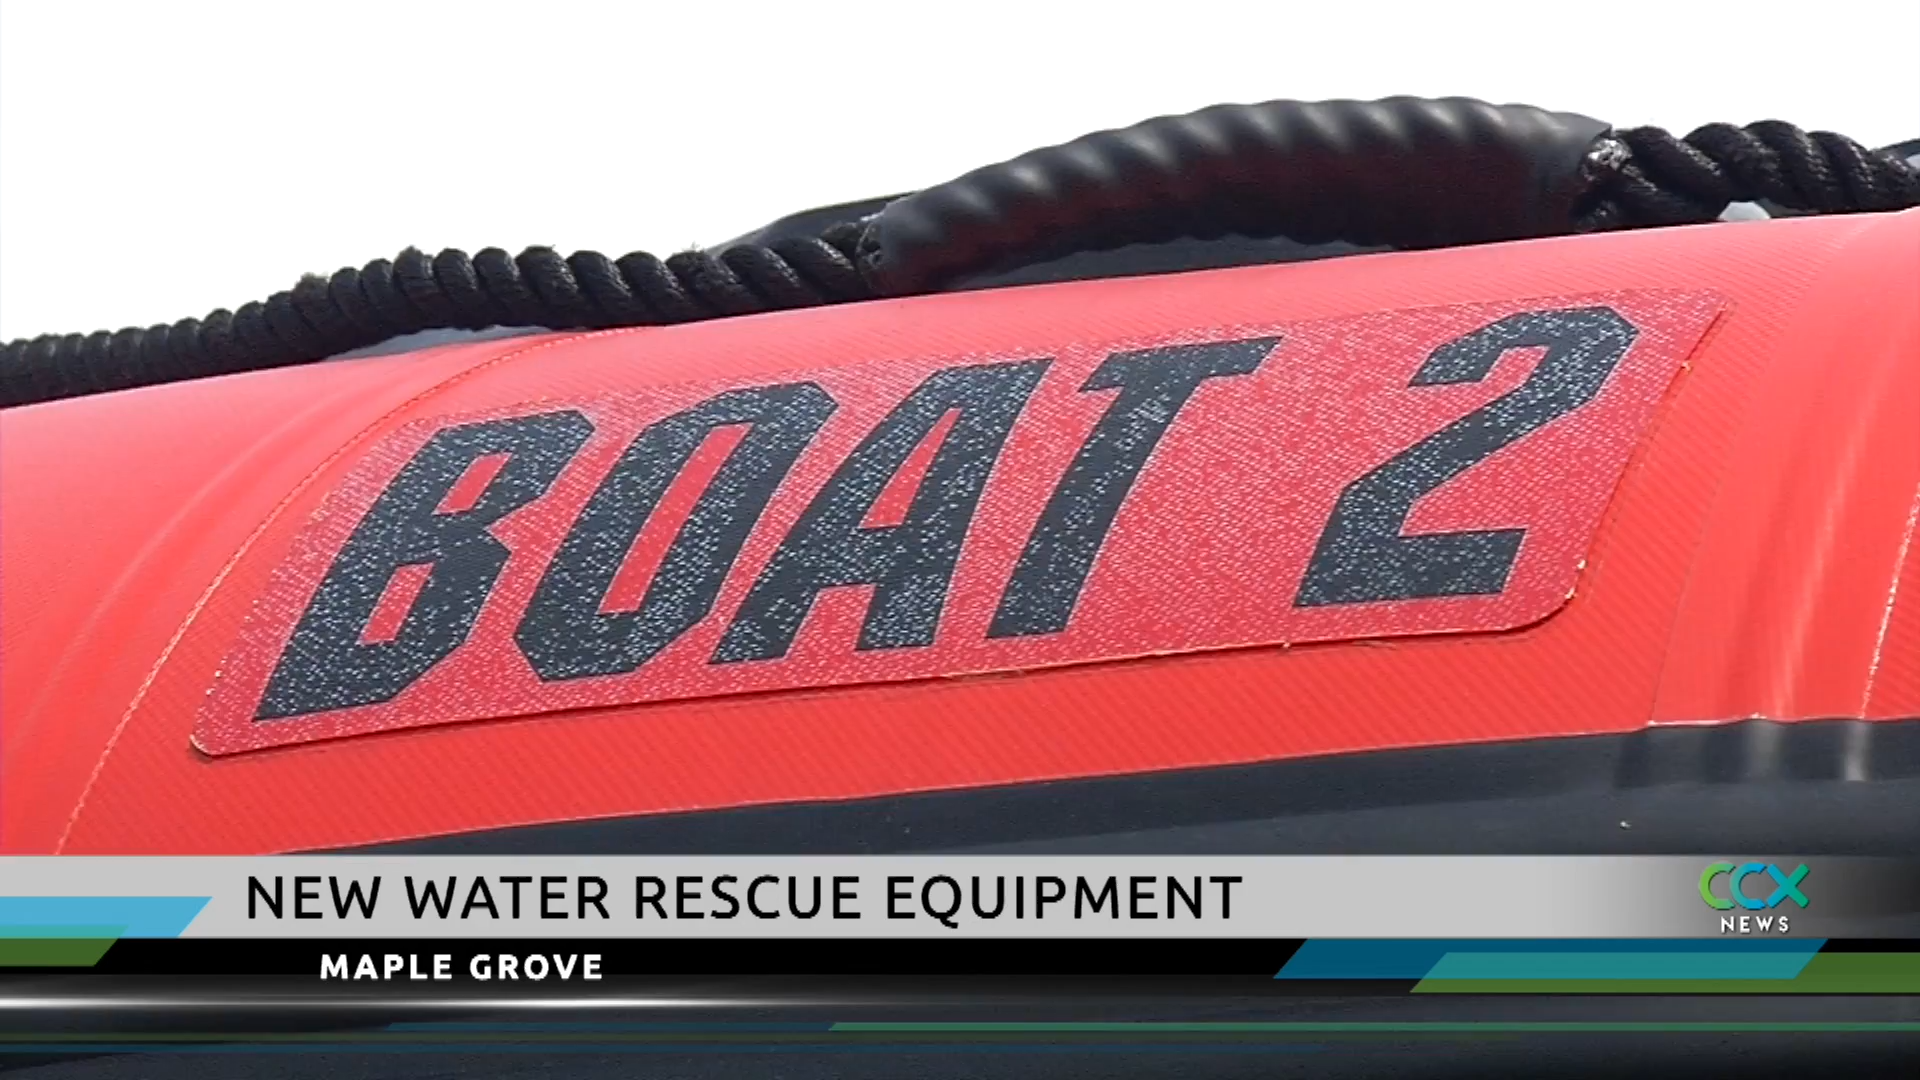 BOAT 2
NEW WATER RESCUE EQUIPMENT
CCX
NEWS
MAPLE GROVE